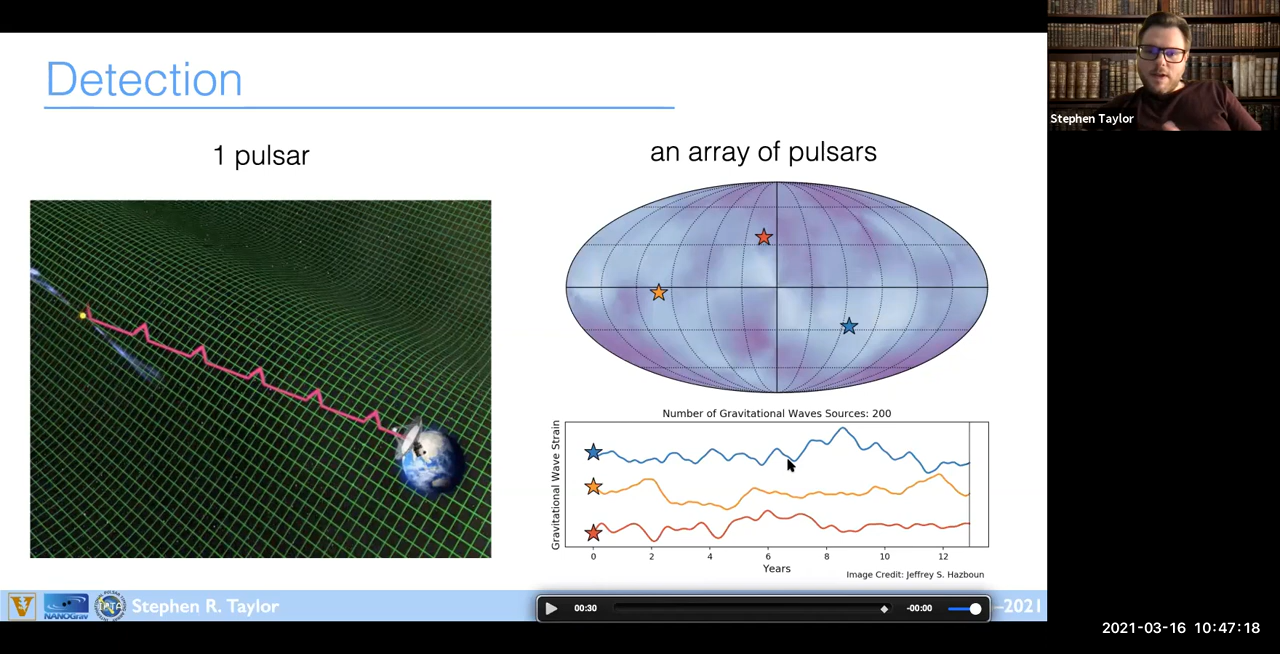 Detection
1 pulsar
an array of pulsars
Number of Gravitational Waves Sources: 200
Gravitational Wave Strain
0 2 4 6 8 10 12
Years
Image Credit: Jeffrey S. Hazboun
V
NANOGrav
IPTA
Stephen R. Taylor
00:30
-00:00
–2021
Stephen Taylor
2021-03-16 10:47:18